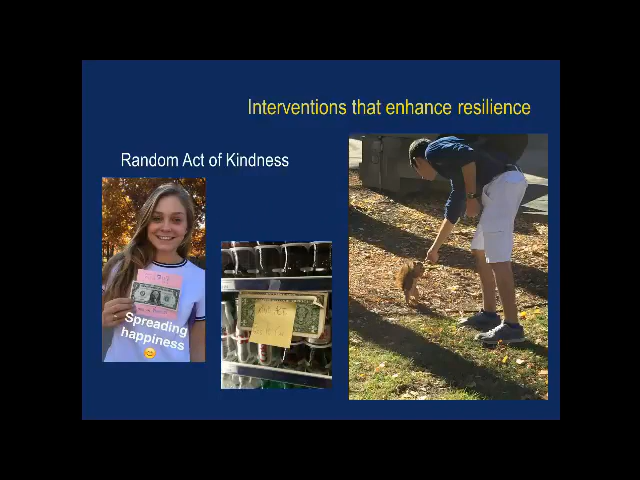 Interventions that enhance resilience
Random Act of Kindness
Spreading
happiness